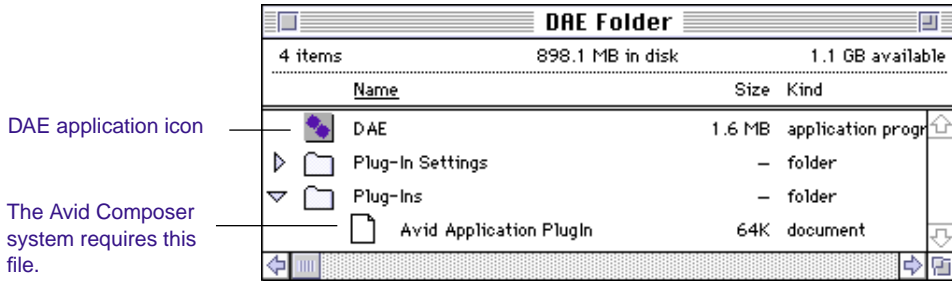 DAE Folder
4 items 898.1 MB in disk 1.1 GB available
Name Size Kind
DAE application icon
DAE 1.6 MB application progr
Plug-In Settings – folder
Plug-Ins – folder
Avid Application PlugIn 64K document
The Avid Composer
system requires this
file.